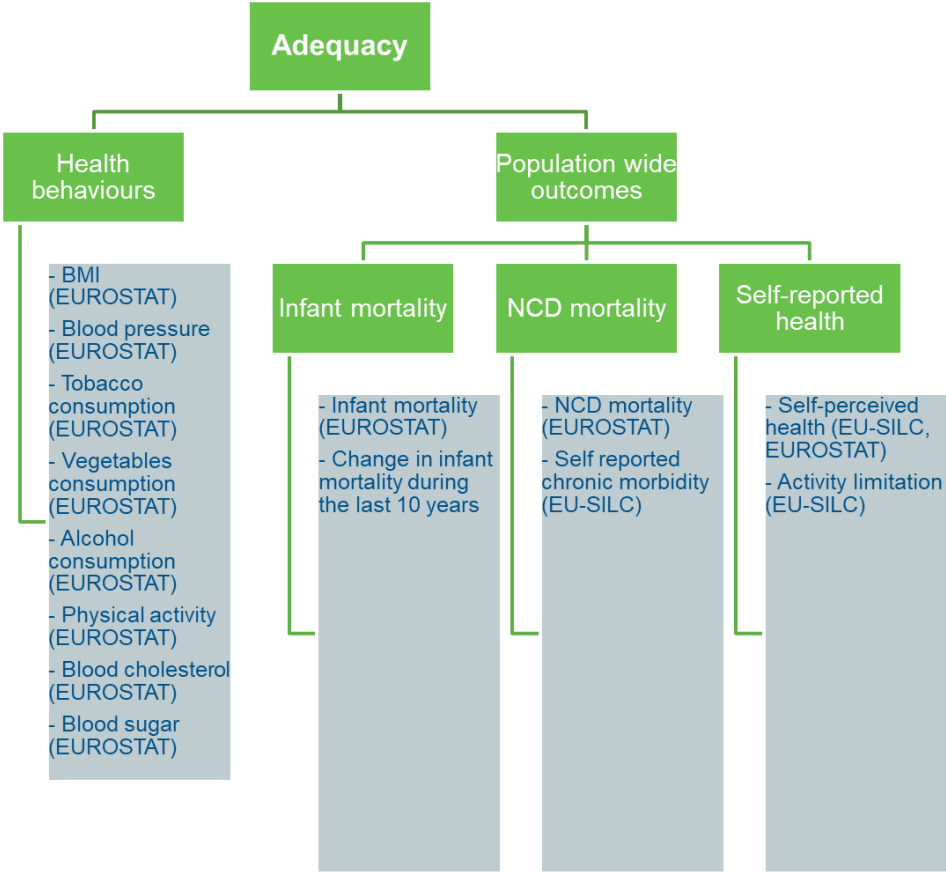 Adequacy
Health
behaviours
Population wide
outcomes
- BMI
(EUROSTAT)
- Blood pressure
(EUROSTAT)
- Tobacco
consumption
(EUROSTAT)
- Vegetables
consumption
(EUROSTAT)
- Alcohol
consumption
(EUROSTAT)
- Physical activity
(EUROSTAT)
- Blood cholesterol
(EUROSTAT)
- Blood sugar
(EUROSTAT)
Infant mortality
- Infant mortality
(EUROSTAT)
- Change in infant
mortality during
the last 10 years
NCD mortality
- NCD mortality
(EUROSTAT)
- Self reported
chronic morbidity
(EU-SILC)
Self-reported
health
- Self-perceived
health (EU-SILC,
EUROSTAT)
- Activity limitation
(EU-SILC)